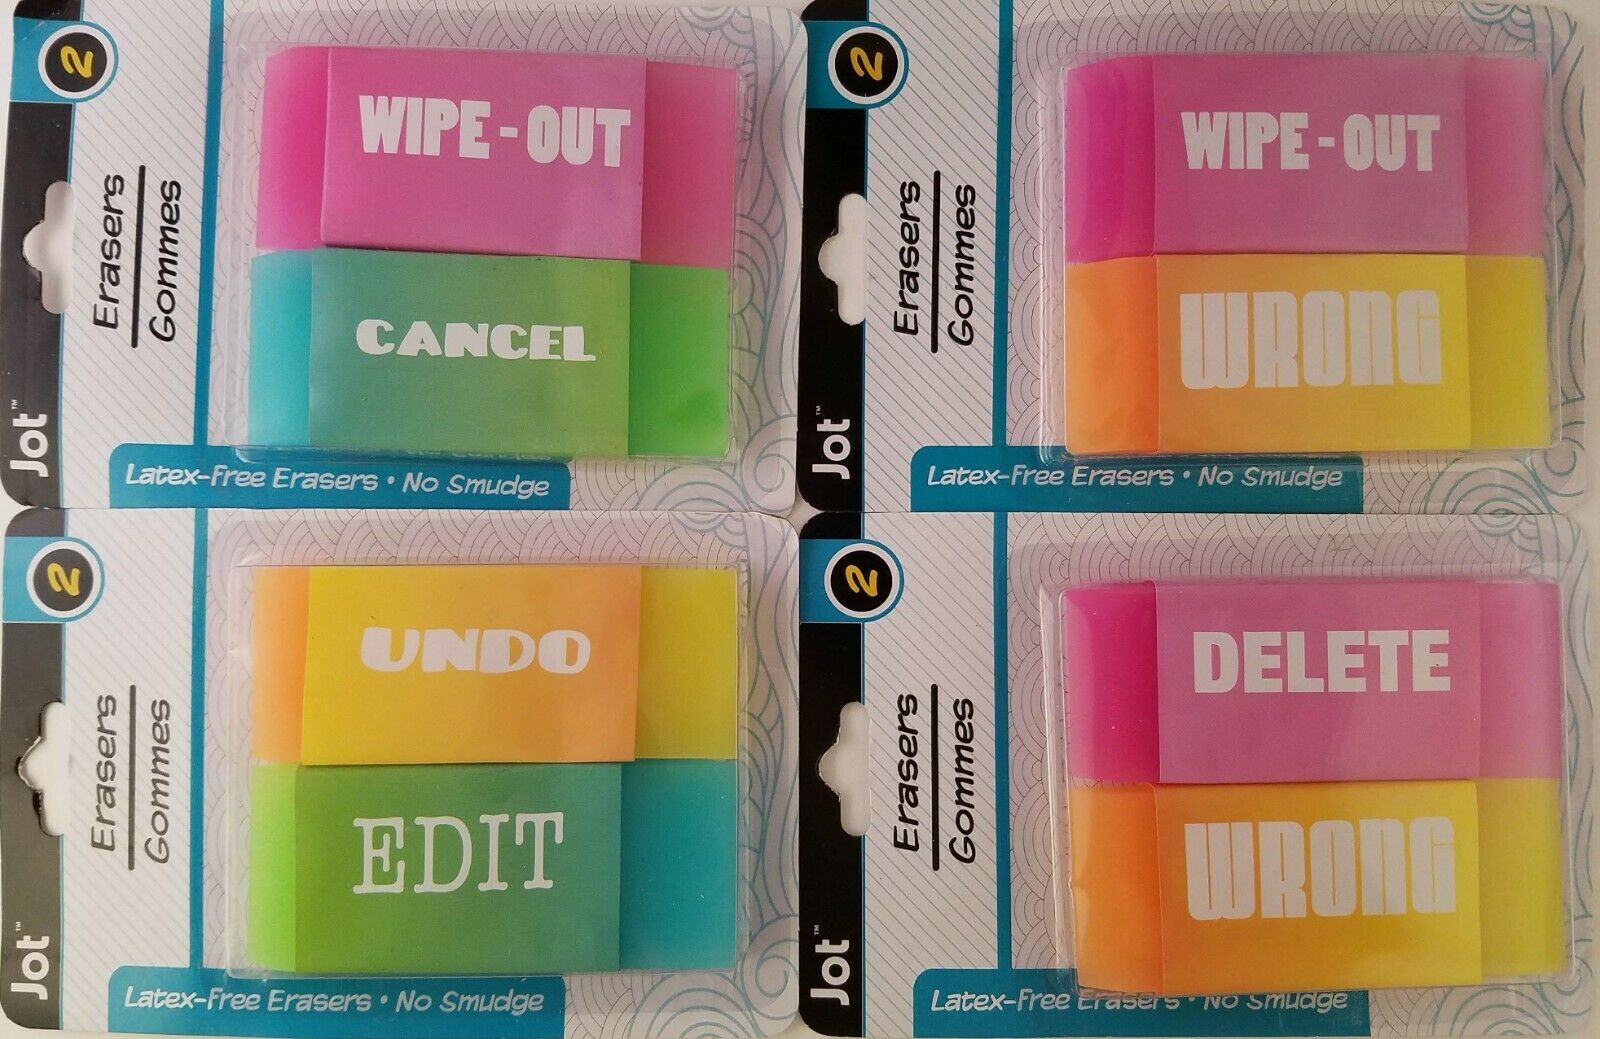 2
Erasers
Gommes
Jot™
WIPE-OUT
CANCEL
Latex-Free Erasers • No Smudge
2
Erasers
Gommes
Jot™
WIPE-OUT
WRONG
Latex-Free Erasers • No Smudge
2
Erasers
Gommes
Jot™
UNDO
EDIT
Latex-Free Erasers • No Smudge
2
Erasers
Gommes
Jot™
DELETE
WRONG
Latex-Free Erasers • No Smudge